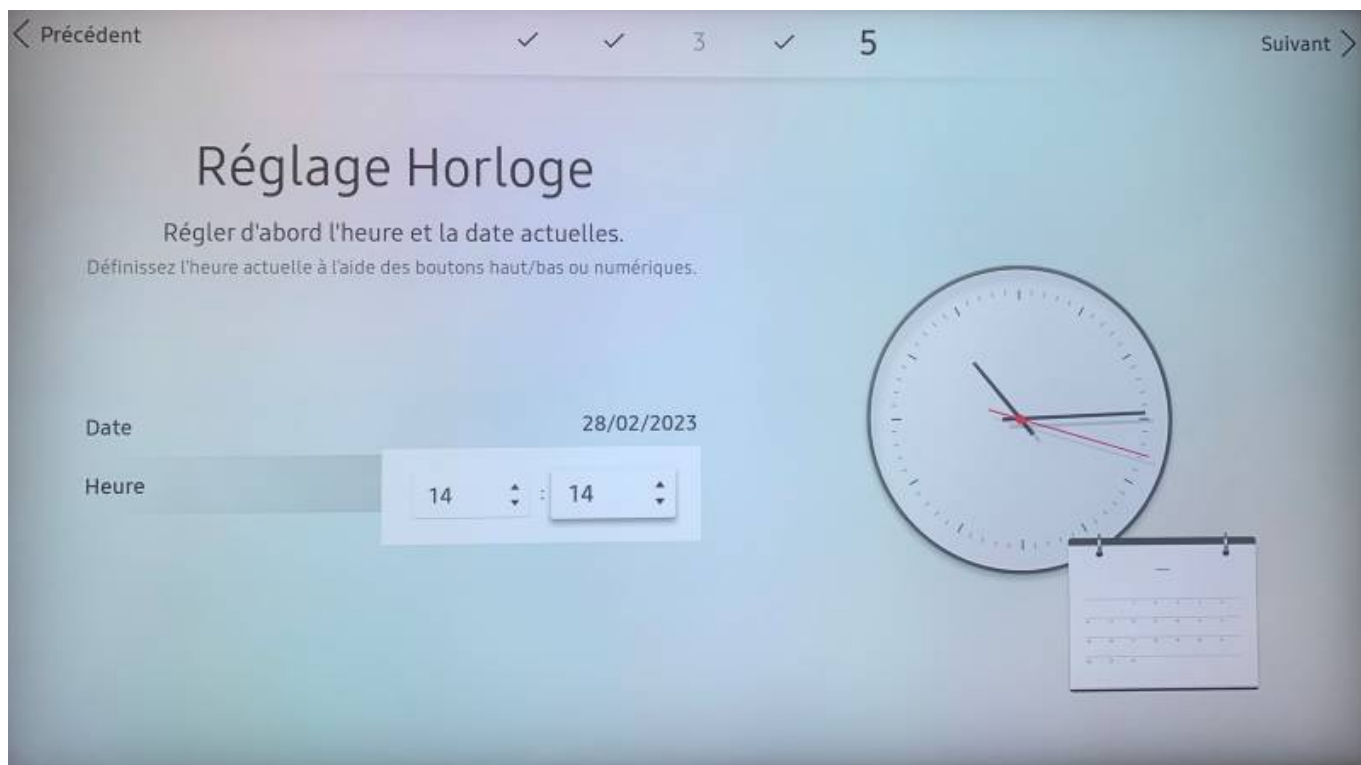 Précédent
3
5
Suivant
Réglage Horloge
Régler d'abord l'heure et la date actuelles.
Définissez l'heure actuelle à l'aide des boutons haut/bas ou numériques.
Date
28/02/2023
Heure
14 : 14